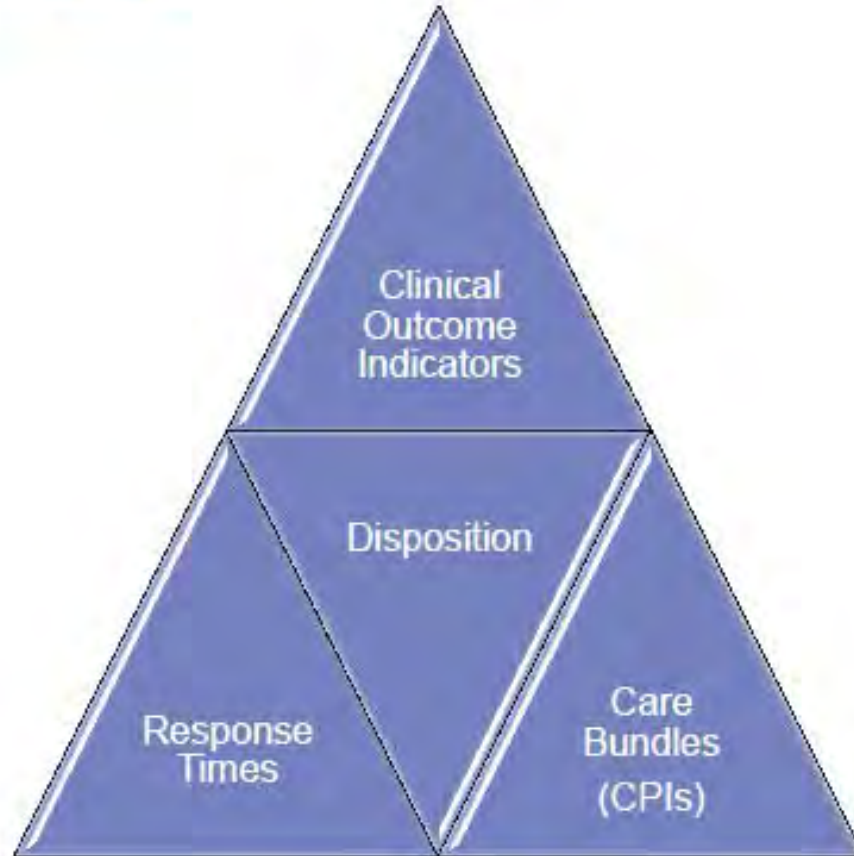 Clinical
Outcome
Indicators
Disposition
Response
Times
Care
Bundles
(CPIs)